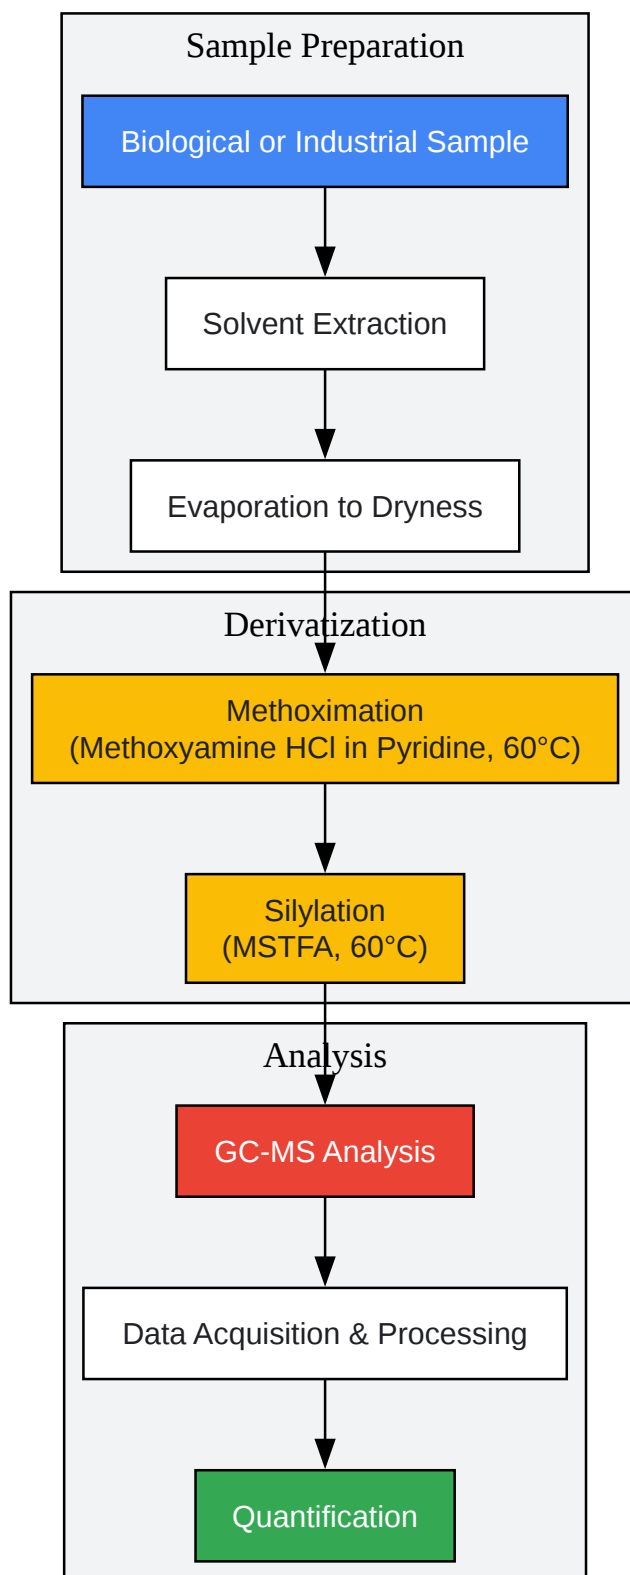 Sample Preparation
Biological or Industrial Sample
Solvent Extraction
Evaporation to Dryness
Derivatization
Methoximation
(Methoxyamine HCl in Pyridine, 60°C)
Silylation
(MSTFA, 60°C)
Analysis
GC-MS Analysis
Data Acquisition & Processing
Quantification